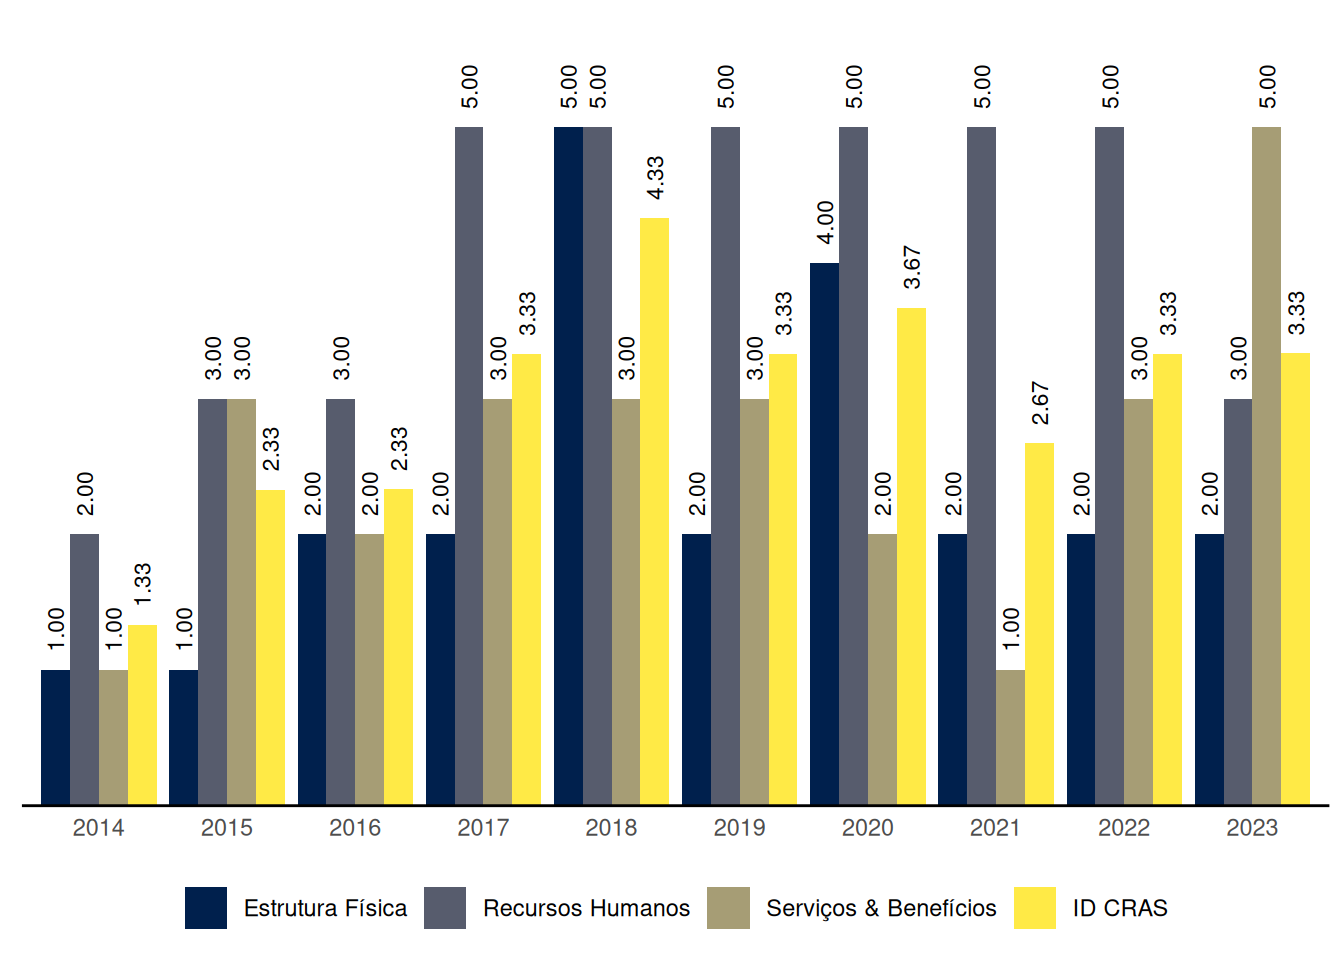 1.00 2.00 1.00 1.33
1.00 3.00 3.00 2.33
2.00 3.00 2.00 2.33
2.00 5.00 3.00 3.33
5.00 5.00 3.00 4.33
2.00 5.00 3.00 3.33
4.00 5.00 2.00 3.67
2.00 5.00 1.00 2.67
2.00 5.00 3.00 3.33
2.00 3.00 5.00 3.33
2014 2015 2016 2017 2018 2019 2020 2021 2022 2023
Estrutura Física Recursos Humanos Serviços & Benefícios ID CRAS